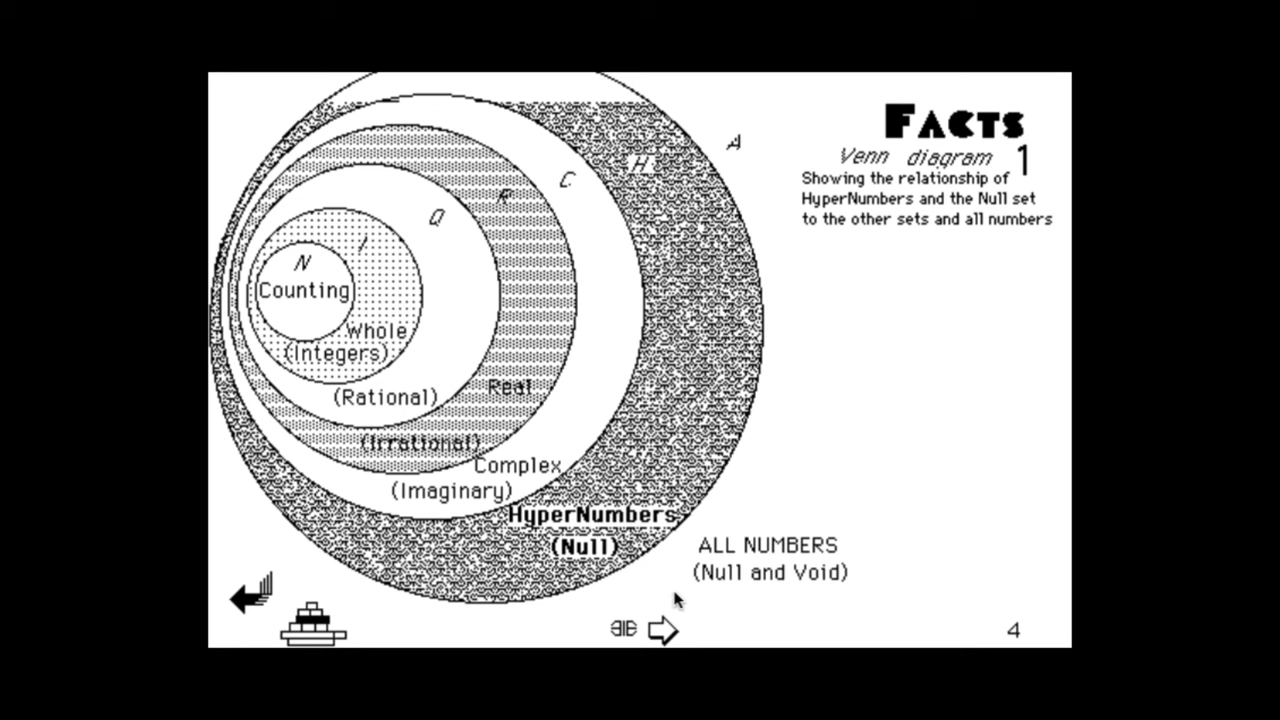 FACTS
Venn diagram 1
Showing the relationship of
HyperNumbers and the Null set
to the other sets and all numbers
A
H
C
R
Q
I
N
Counting
Whole
(Integers)
(Rational)
Real
(Irrational)
Complex
(Imaginary)
HyperNumbers
(Null)
ALL NUMBERS
(Null and Void)
4